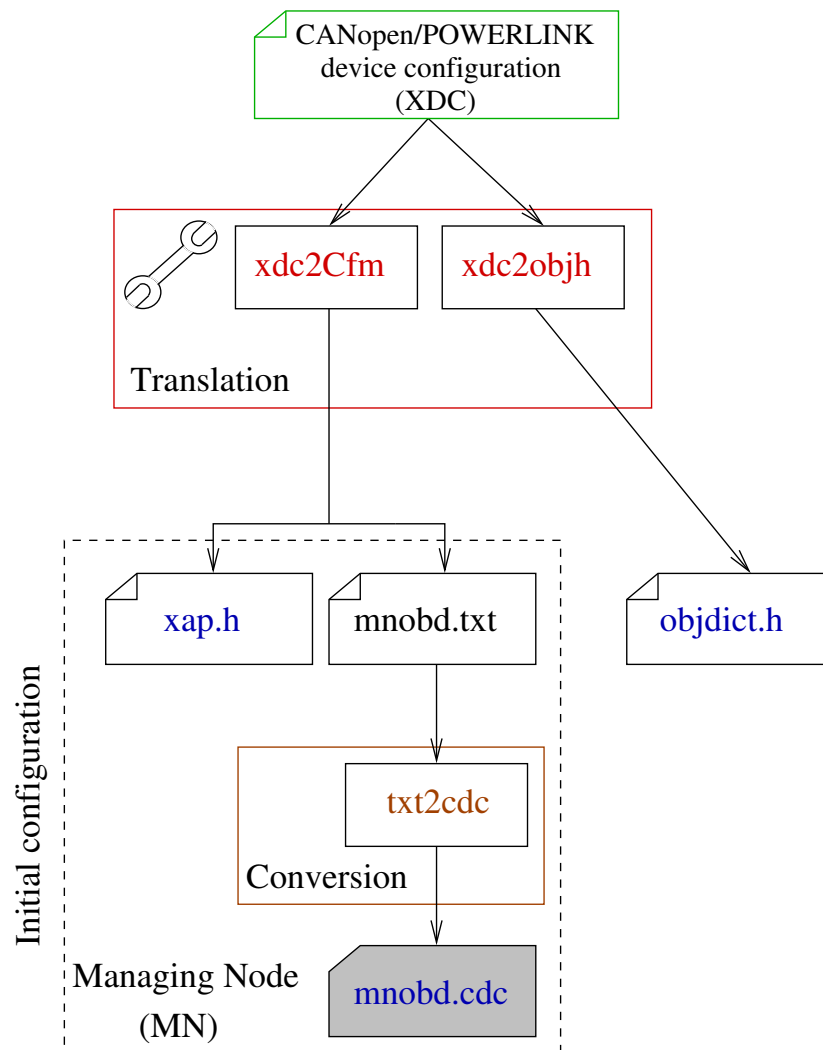 CANopen/POWERLINK
device configuration
(XDC)
xdc2Cfm
xdc2objh
Translation
xap.h
mnobd.txt
objdict.h
Initial configuration
txt2cdc
Conversion
Managing Node
(MN)
mnobd.cdc